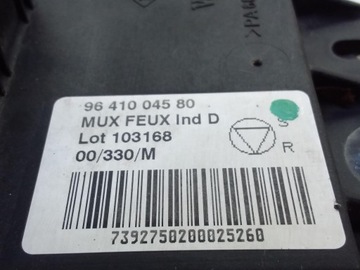 96 410 045 80
MUX FEUX Ind D
Lot 103168
00/330/M
S
R
7392750200025260